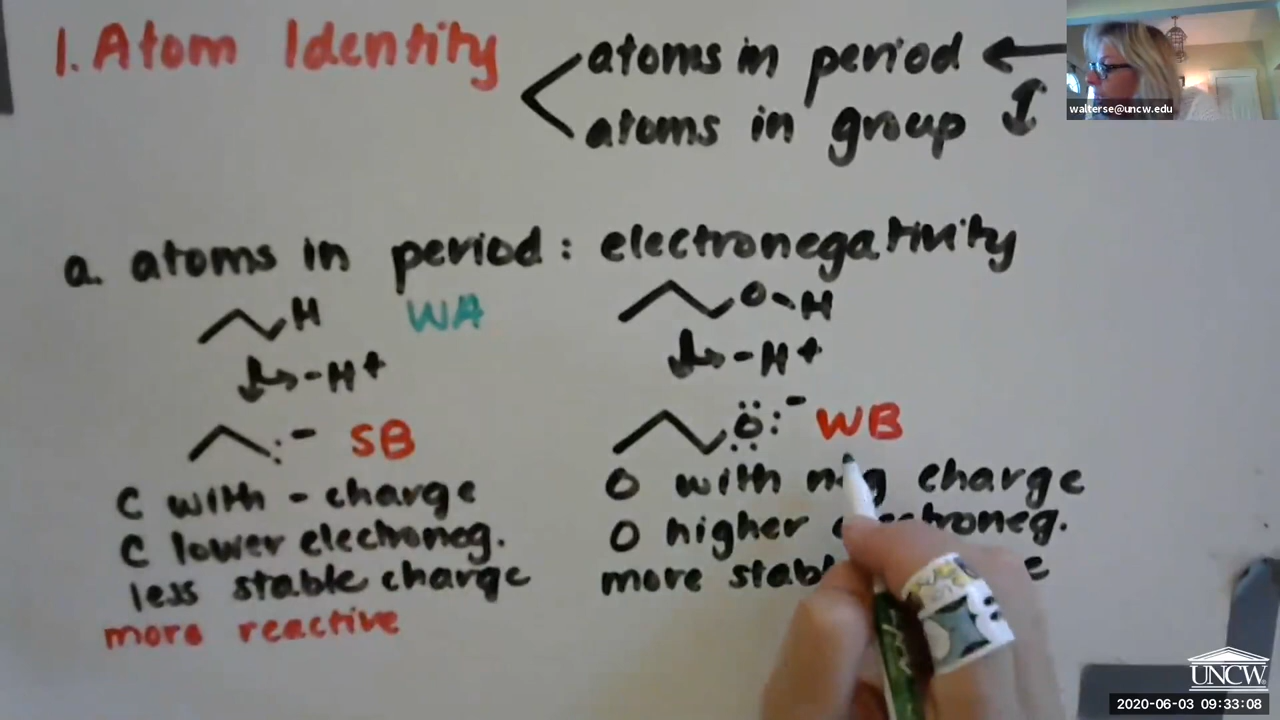 1. Atom Identity
atoms in period
atoms in group
walterse@uncw.edu
a. atoms in period: electronegativity
H WA
O-H
-H+
-H+
:- SB
:Ö:- WB
C with - charge
O with neg charge
C lower electroneg.
O higher electroneg.
less stable charge
more
more reactive
UNCW
2020-06-03 09:33:08